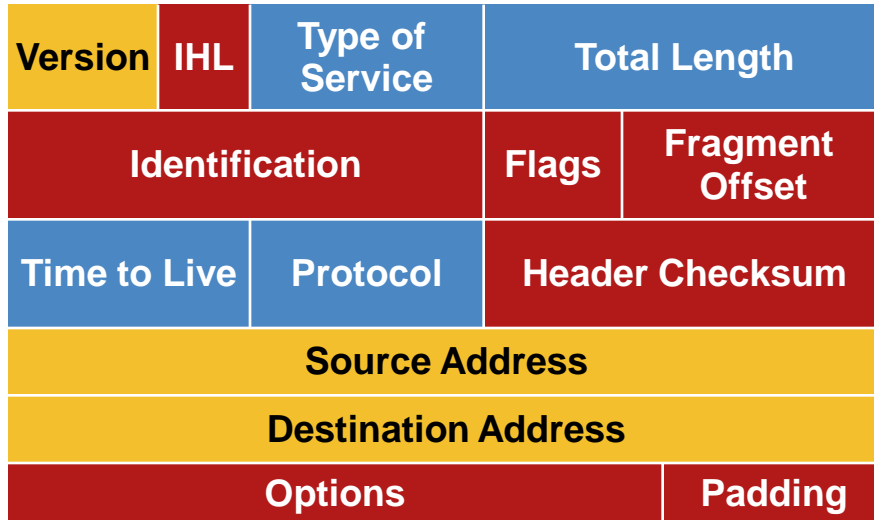 Version IHL Type of Service Total Length
Identification Flags Fragment Offset
Time to Live Protocol Header Checksum
Source Address
Destination Address
Options Padding